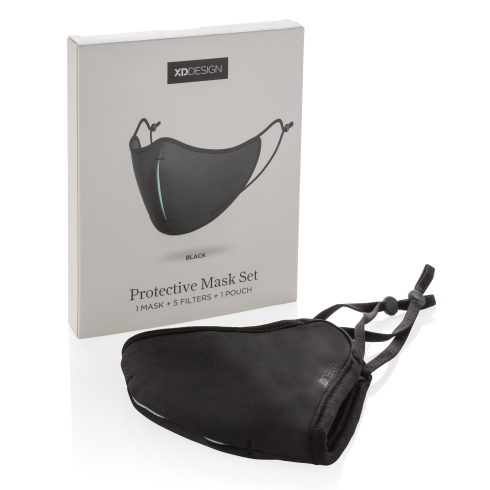 XDDESIGN
BLACK
Protective Mask Set
1 MASK + 5 FILTERS + 1 POUCH